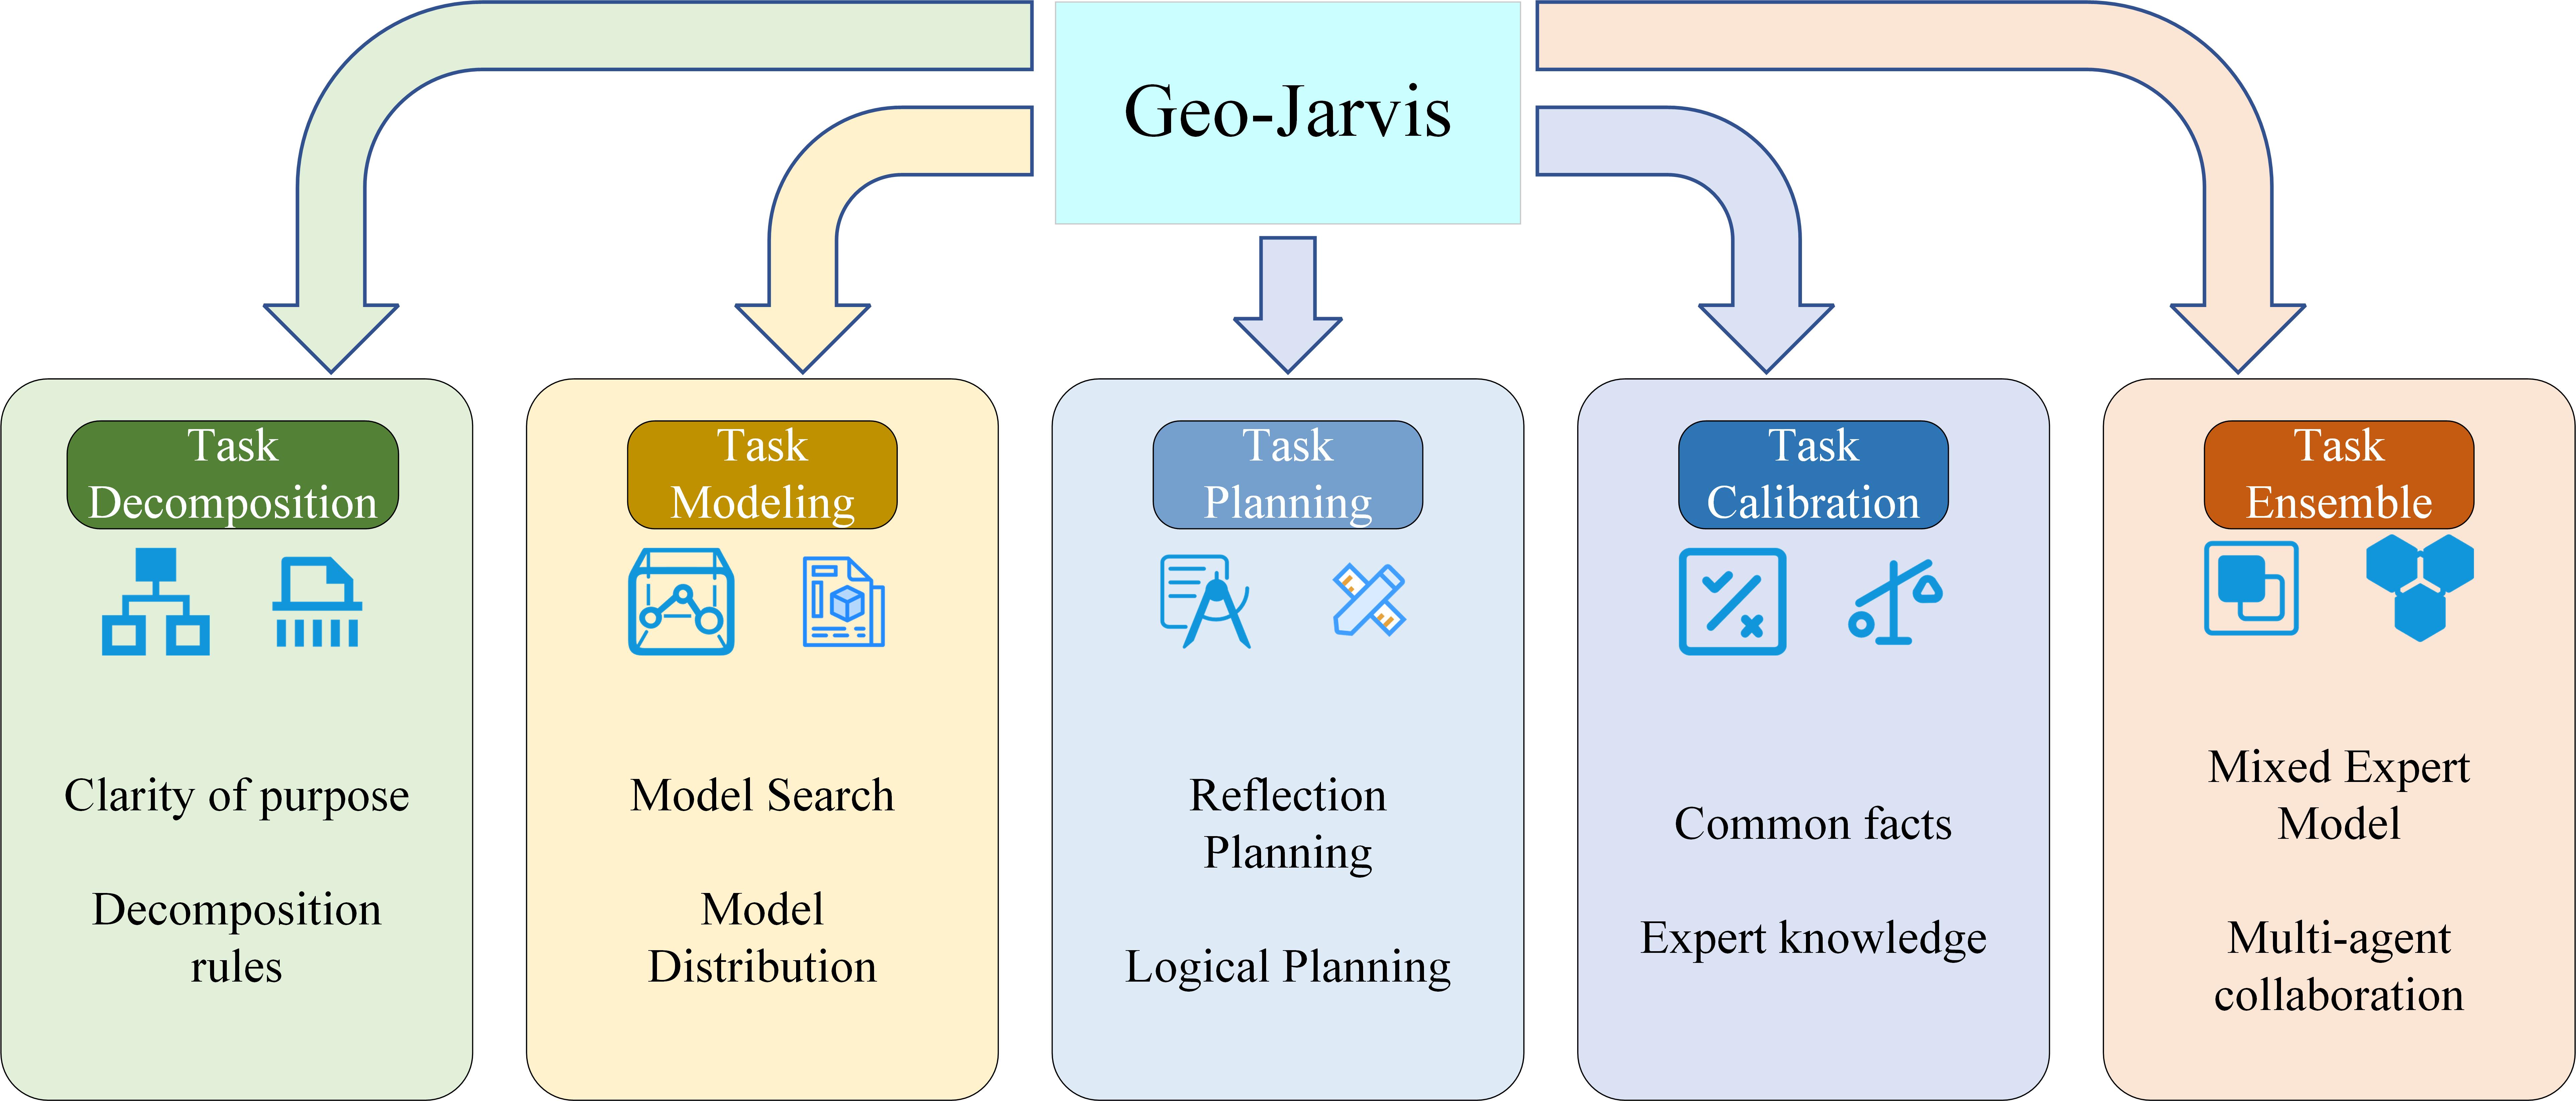 Geo-Jarvis
Task
Decomposition
Clarity of purpose
Decomposition
rules
Task
Modeling
Model Search
Model
Distribution
Task
Planning
Reflection
Planning
Logical Planning
Task
Calibration
Common facts
Expert knowledge
Task
Ensemble
Mixed Expert
Model
Multi-agent
collaboration